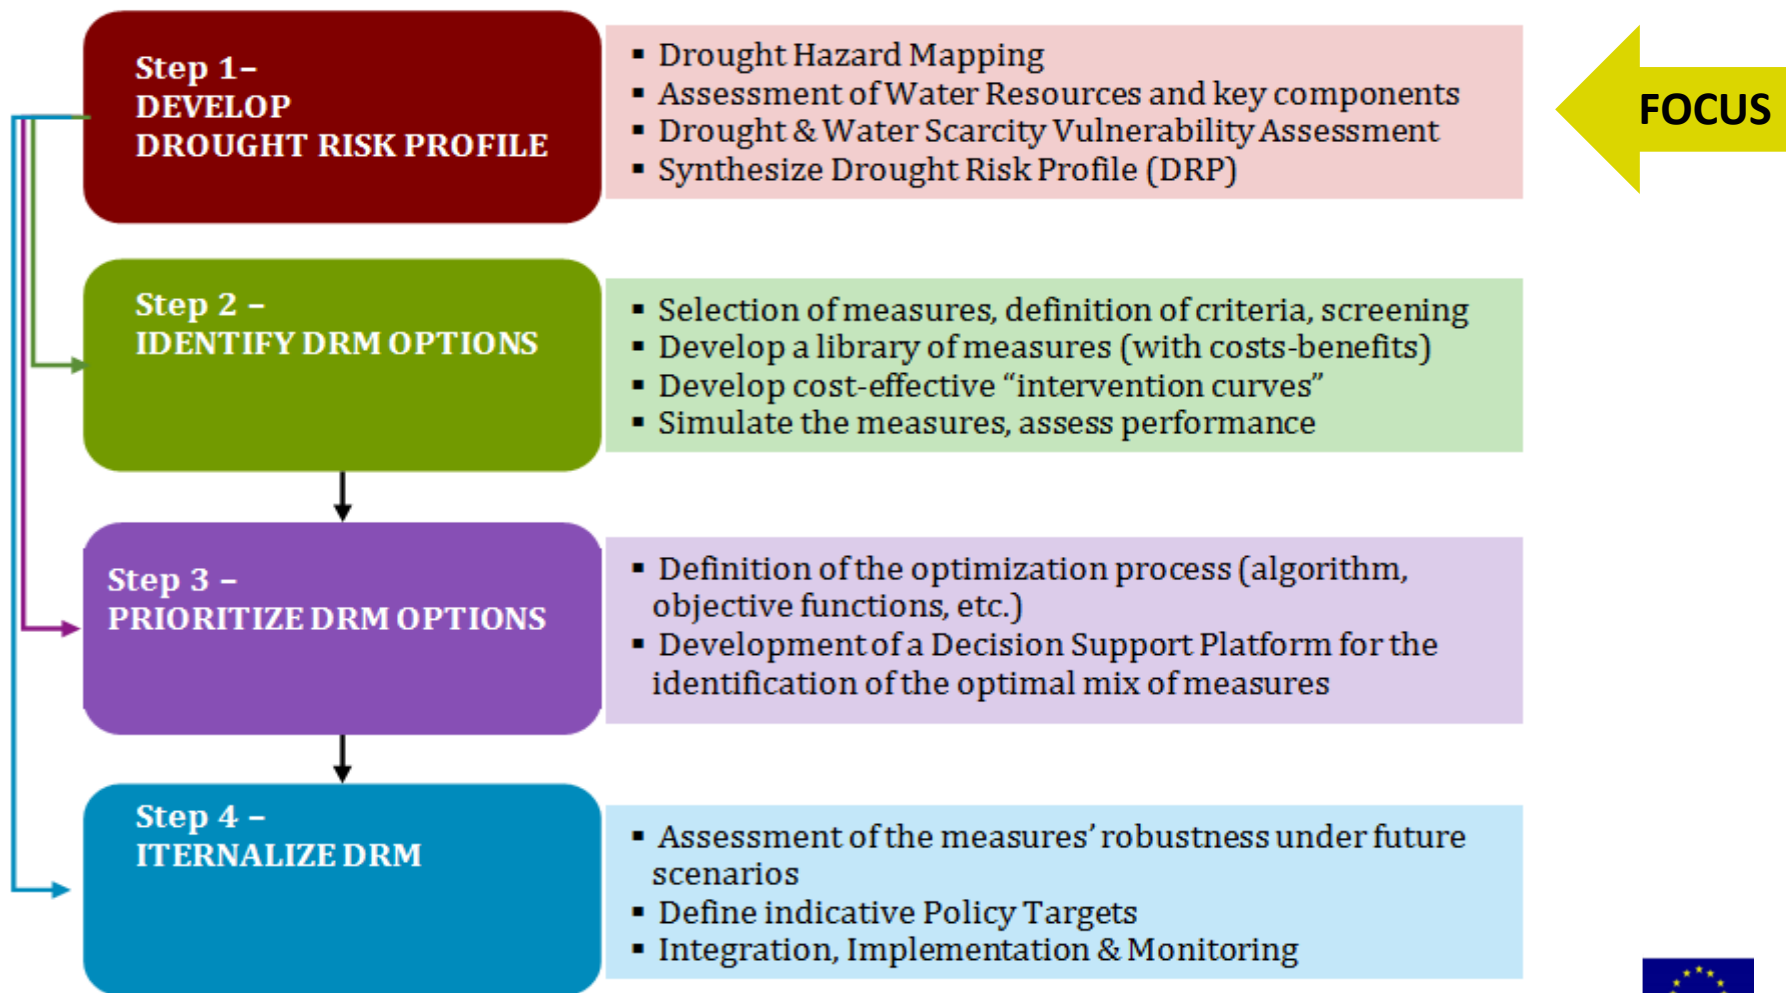 Step 1–
DEVELOP
DROUGHT RISK PROFILE
▪ Drought Hazard Mapping
▪ Assessment of Water Resources and key components
▪ Drought & Water Scarcity Vulnerability Assessment
▪ Synthesize Drought Risk Profile (DRP)
FOCUS
Step 2 –
IDENTIFY DRM OPTIONS
▪ Selection of measures, definition of criteria, screening
▪ Develop a library of measures (with costs-benefits)
▪ Develop cost-effective “intervention curves”
▪ Simulate the measures, assess performance
Step 3 –
PRIORITIZE DRM OPTIONS
▪ Definition of the optimization process (algorithm,
objective functions, etc.)
▪ Development of a Decision Support Platform for the
identification of the optimal mix of measures
Step 4 –
ITERNALIZE DRM
▪ Assessment of the measures’ robustness under future
scenarios
▪ Define indicative Policy Targets
▪ Integration, Implementation & Monitoring